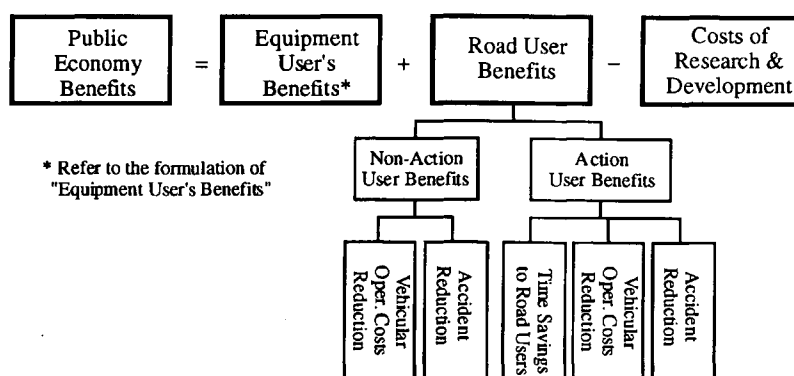 Public
Economy
Benefits
=
Equipment
User's
Benefits*
+
Road User
Benefits
−
Costs of
Research &
Development
* Refer to the formulation of
"Equipment User's Benefits"
Non-Action
User Benefits
Action
User Benefits
Vehicular
Oper. Costs
Reduction
Accident
Reduction
Time Savings
to Road Users
Vehicular
Oper. Costs
Reduction
Accident
Reduction